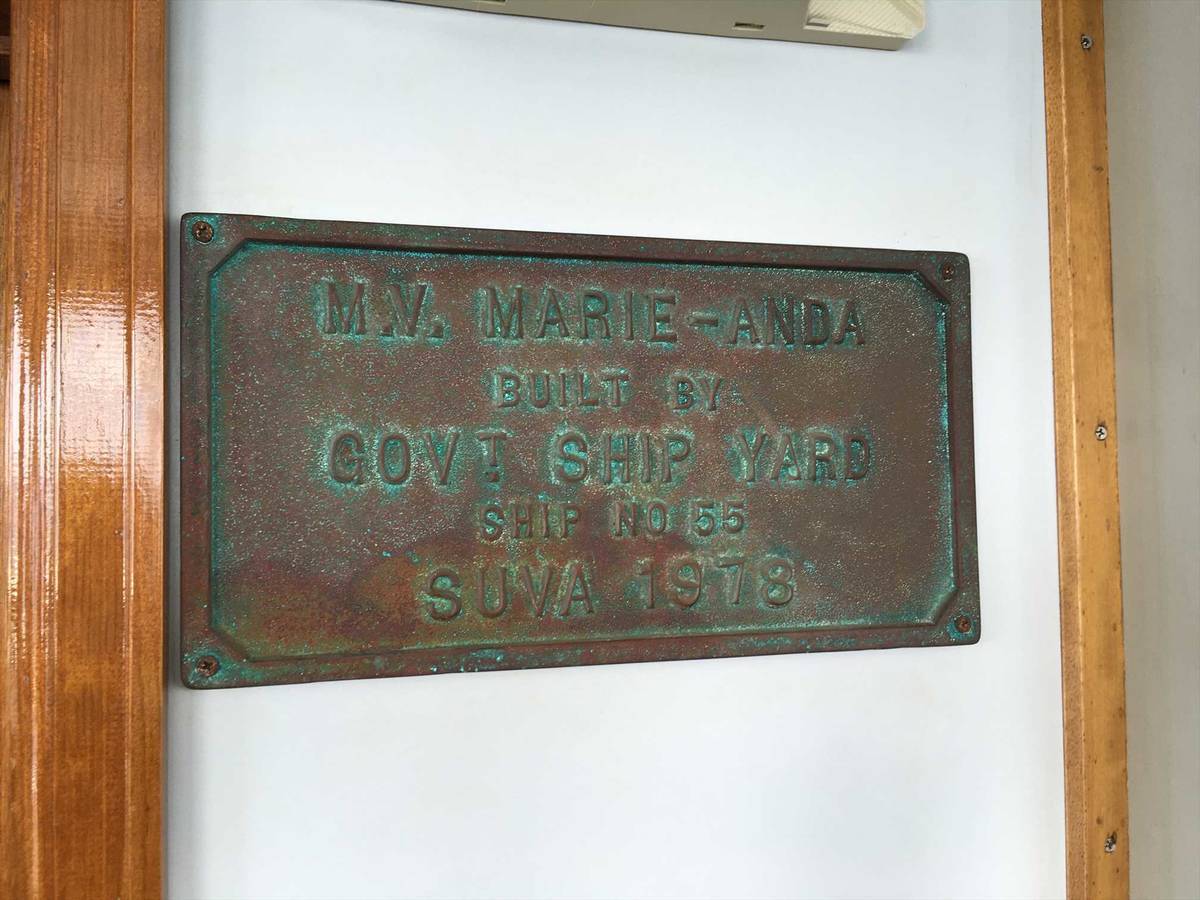 M.V. MARIE-ANDA
BUILT BY
GOVT SHIP YARD
SHIP NO 55
SUVA 1978